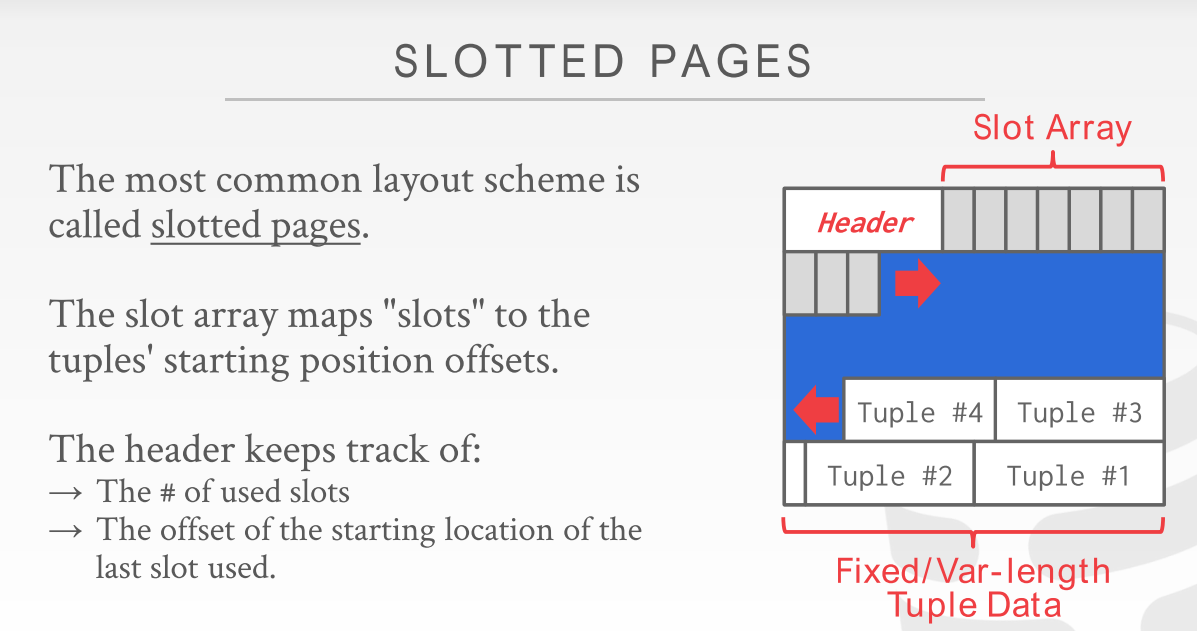 SLOTTED PAGES
The most common layout scheme is
called slotted pages.
The slot array maps "slots" to the
tuples' starting position offsets.
The header keeps track of:
→ The # of used slots
→ The offset of the starting location of the
last slot used.
Slot Array
Header
Tuple #4
Tuple #3
Tuple #2
Tuple #1
Fixed/Var-length
Tuple Data